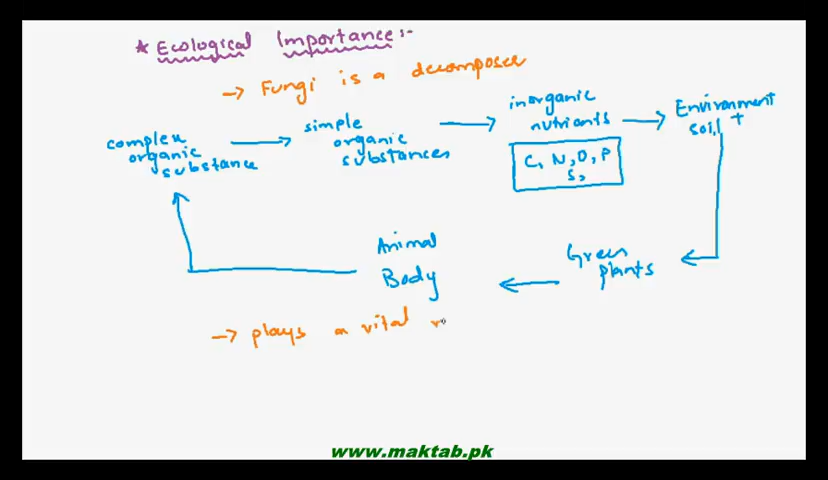 * Ecological Importance:-
→ Fungi is a decomposer
complex organic substance → simple organic substances → inorganic nutrients → Environment soil +
C, N, O, P
S,
Animal
Body
Green
plants
→ plays a vital r
www.maktab.pk